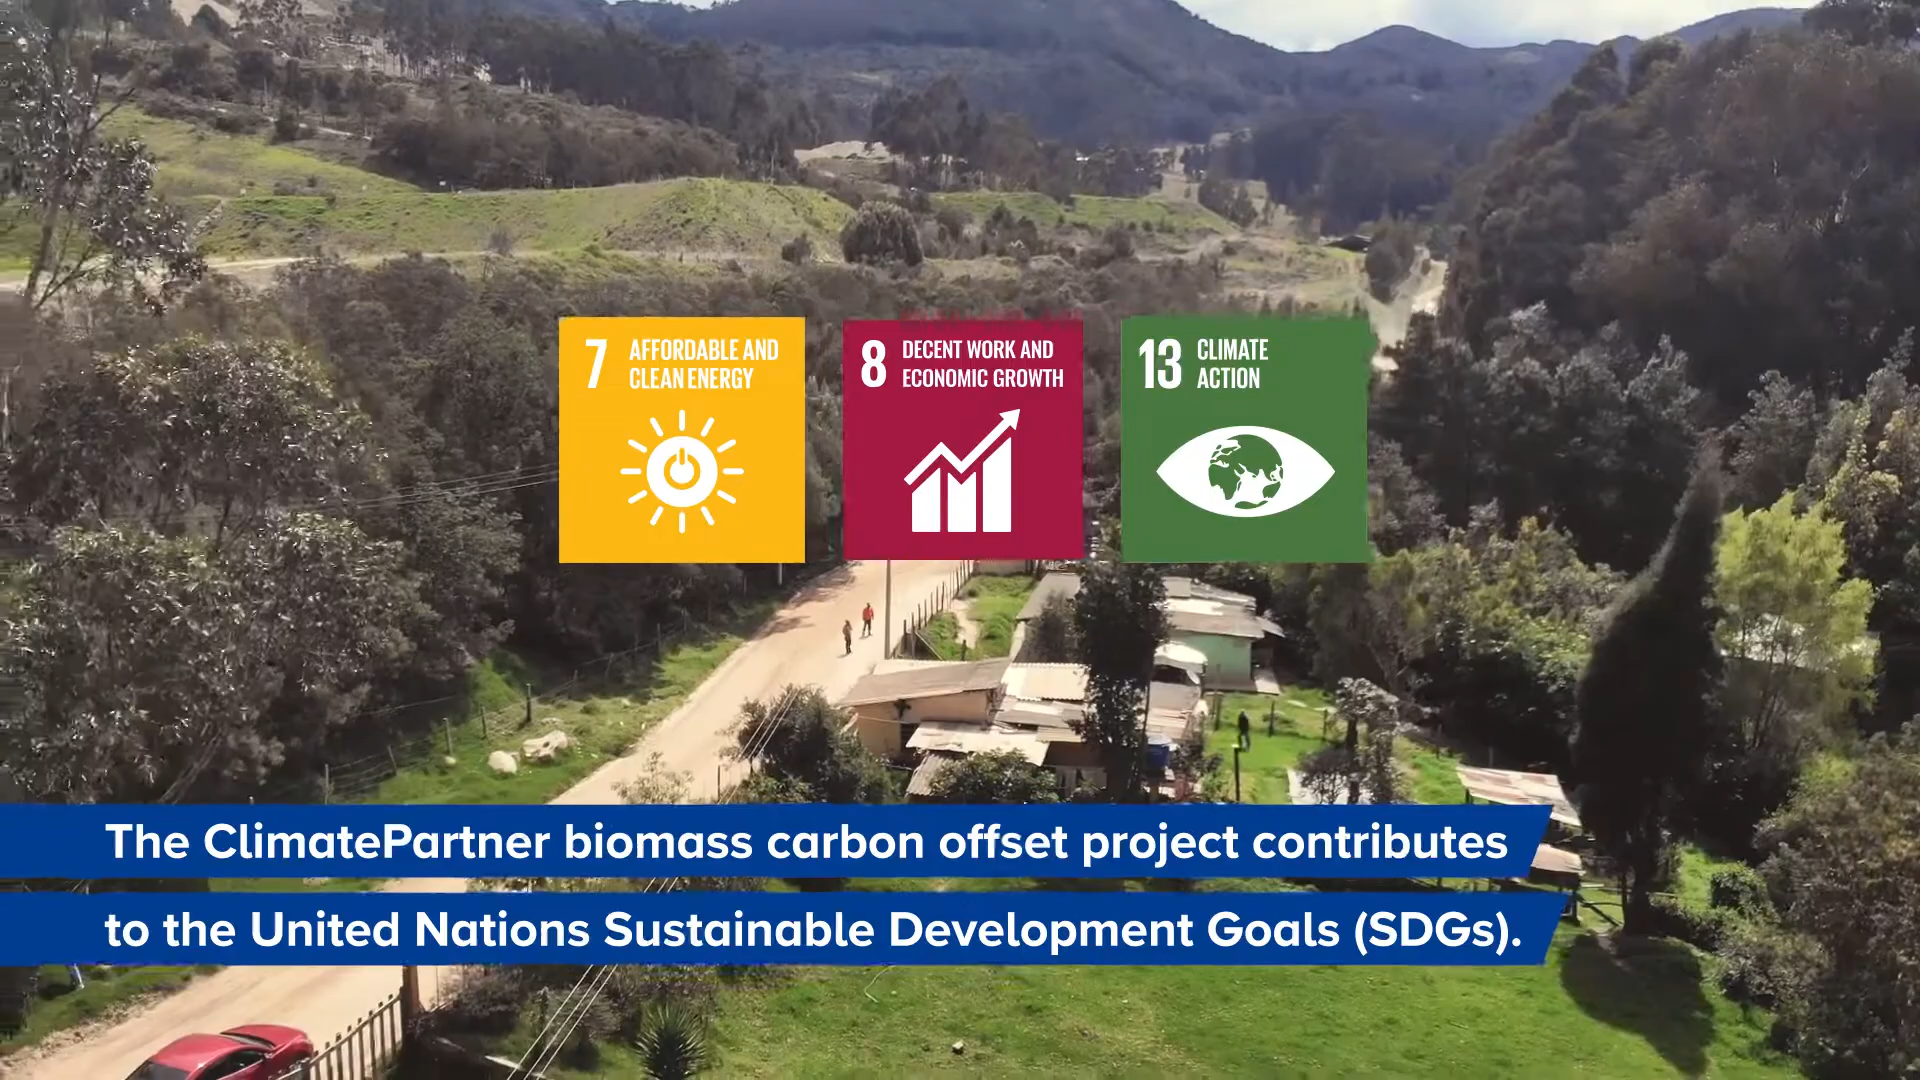 7 AFFORDABLE AND
CLEAN ENERGY
8 DECENT WORK AND
ECONOMIC GROWTH
13 CLIMATE
ACTION
The ClimatePartner biomass carbon offset project contributes
to the United Nations Sustainable Development Goals (SDGs).